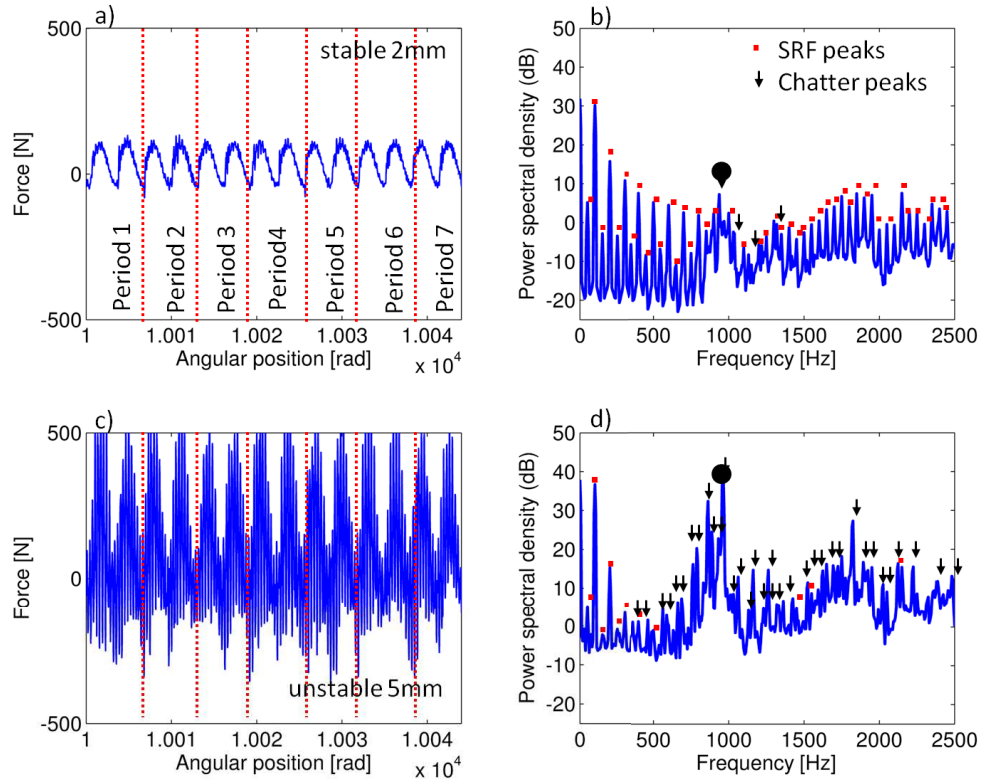 a)
500
0
-500
Force [N]
stable 2mm
Period 1
Period 2
Period 3
Period4
Period 5
Period 6
Period 7
1 1.001 1.002 1.003 1.004
Angular position [rad]
x 10⁴
b)
50
40
30
20
10
0
-10
-20
Power spectral density (dB)
SRF peaks
Chatter peaks
0 500 1000 1500 2000 2500
Frequency [Hz]
c)
500
0
-500
Force [N]
unstable 5mm
1 1.001 1.002 1.003 1.004
Angular position [rad]
x 10⁴
d)
50
40
30
20
10
0
-10
-20
Power spectral density (dB)
0 500 1000 1500 2000 2500
Frequency [Hz]